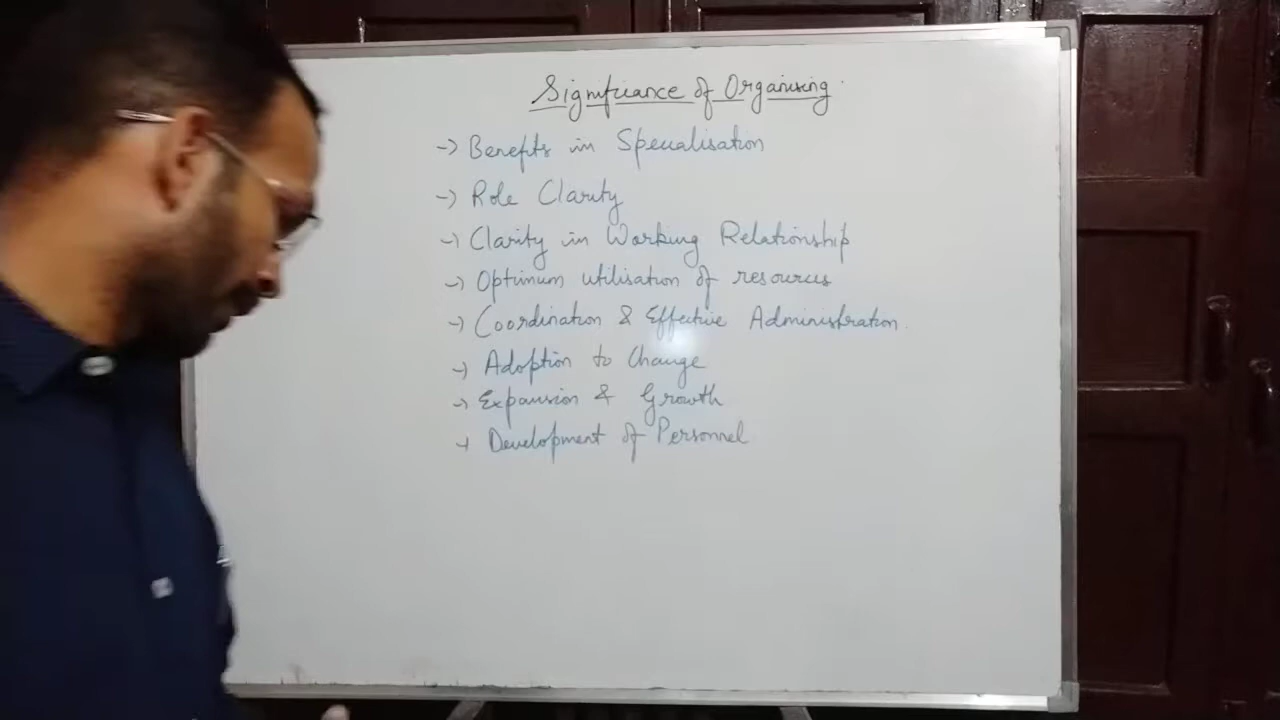 Significance of Organising
-> Benefits in Specialisation
-> Role Clarity
-> Clarity in Working Relationship
-> Optimum utilisation of resources
-> Coordination & Effective Administration
-> Adoption to Change
-> Expansion & Growth
-> Development of Personnel